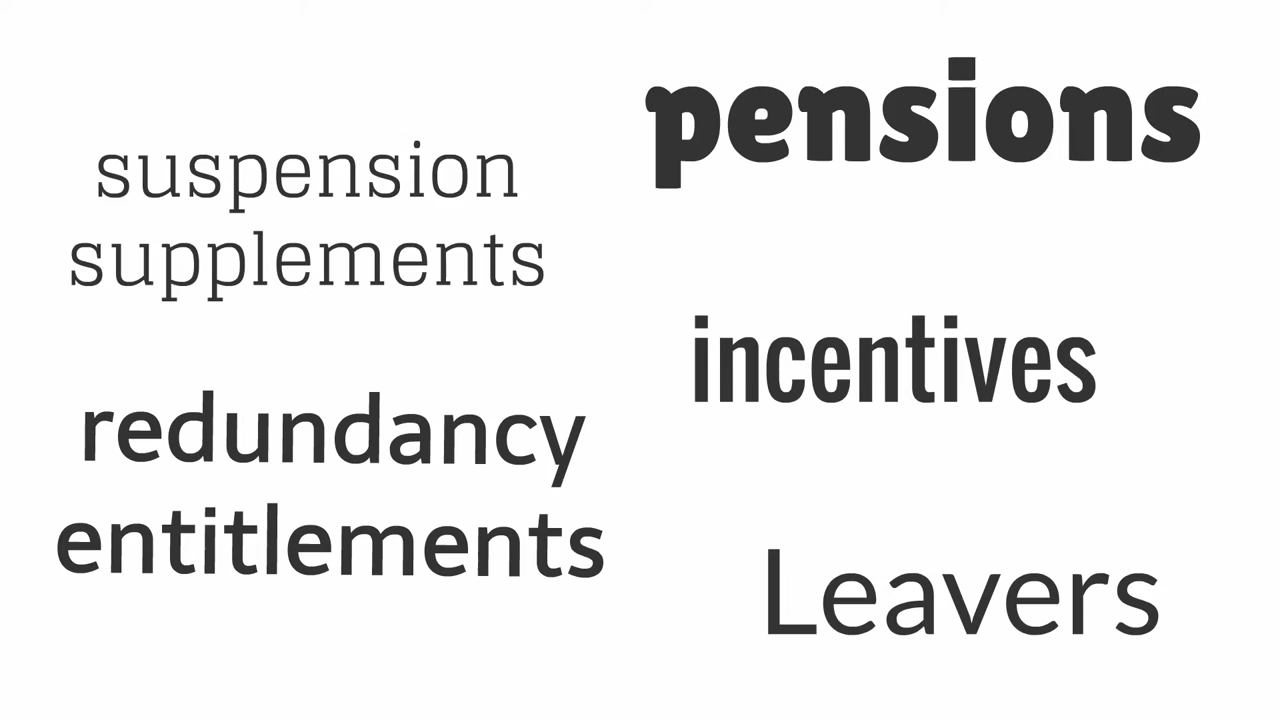 suspension
supplements
redundancy
entitlements
pensions
incentives
Leavers